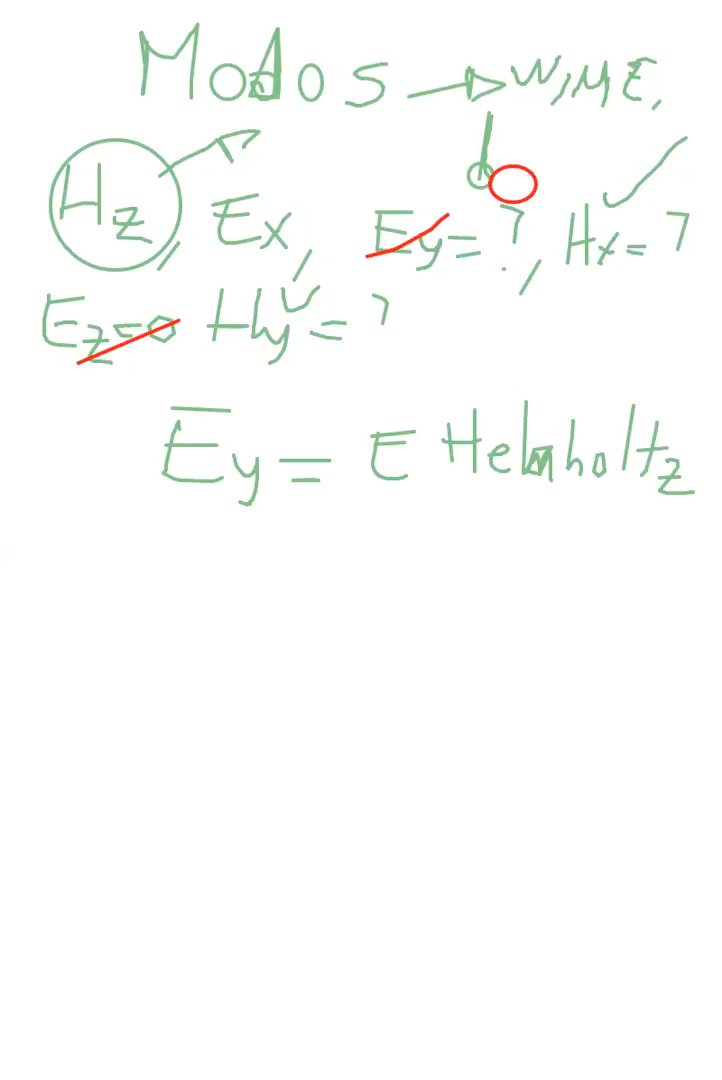 Modos → W, M E,
Hz, Ex, Ey = ?, Hx = ?
Ez = 0 Hy = ?
Ey = E Helmholtz